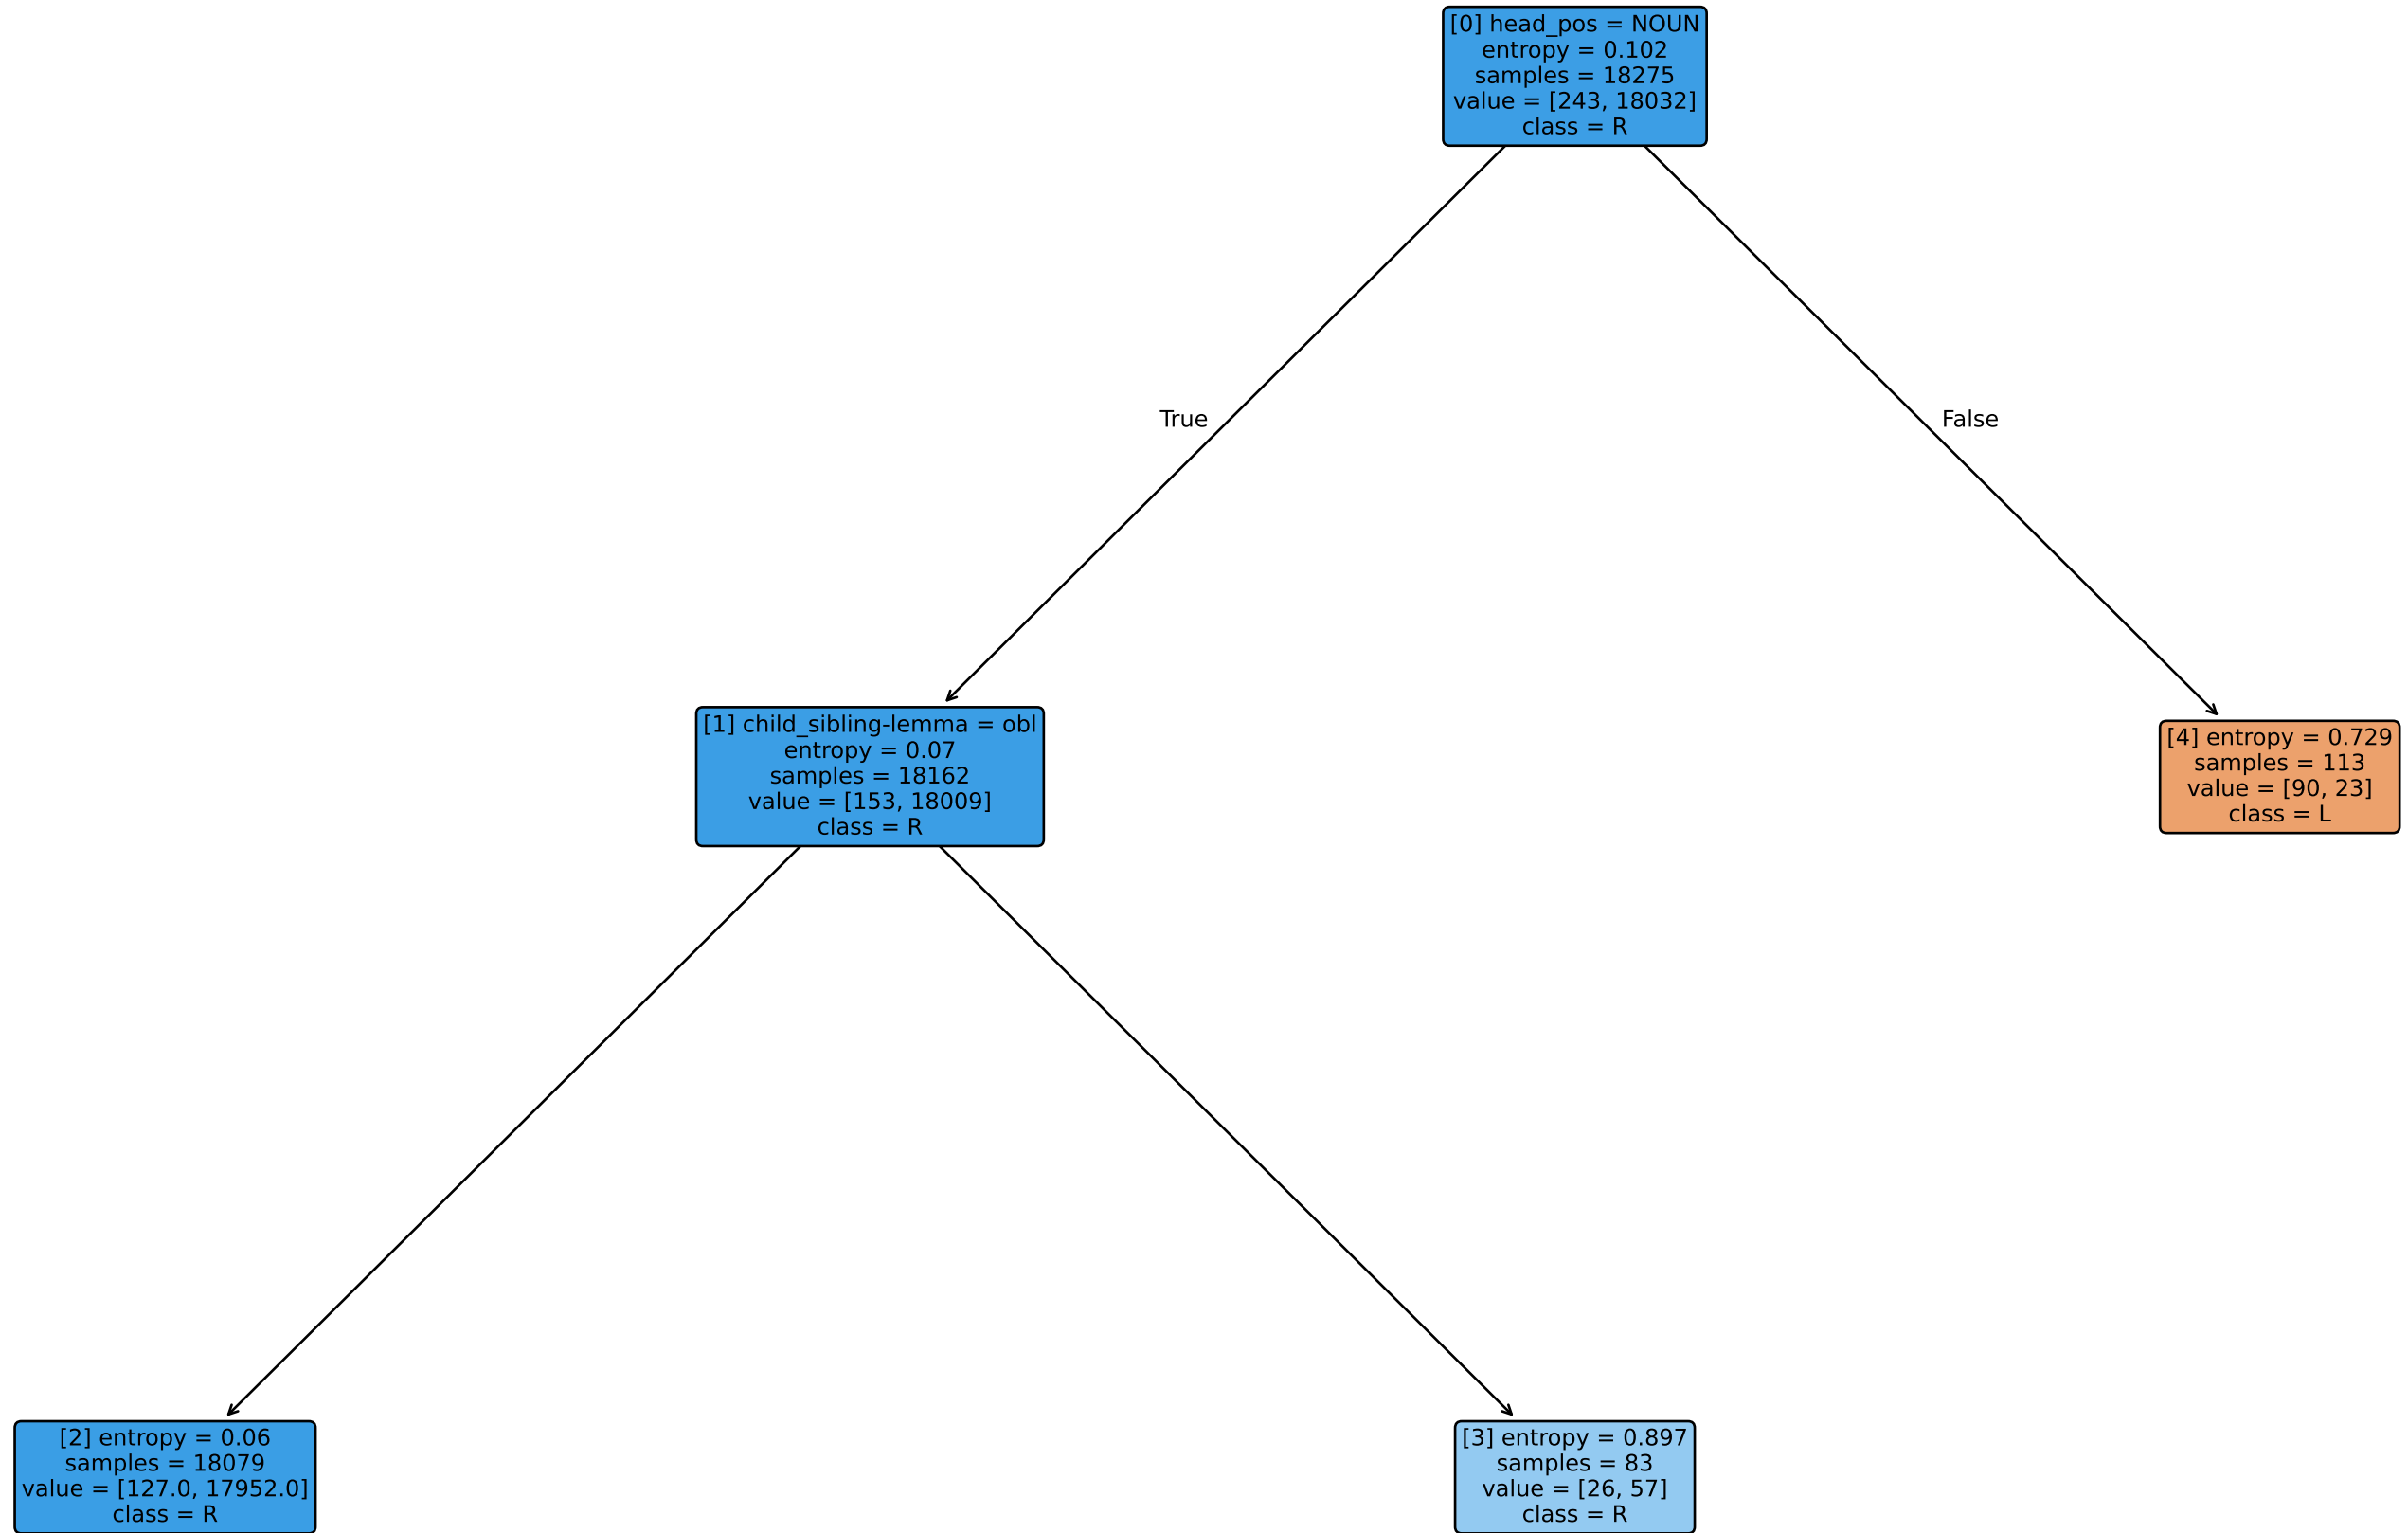 [0] head_pos = NOUN
entropy = 0.102
samples = 18275
value = [243, 18032]
class = R
True
False
[1] child_sibling-lemma = obl
entropy = 0.07
samples = 18162
value = [153, 18009]
class = R
[4] entropy = 0.729
samples = 113
value = [90, 23]
class = L
[2] entropy = 0.06
samples = 18079
value = [127.0, 17952.0]
class = R
[3] entropy = 0.897
samples = 83
value = [26, 57]
class = R